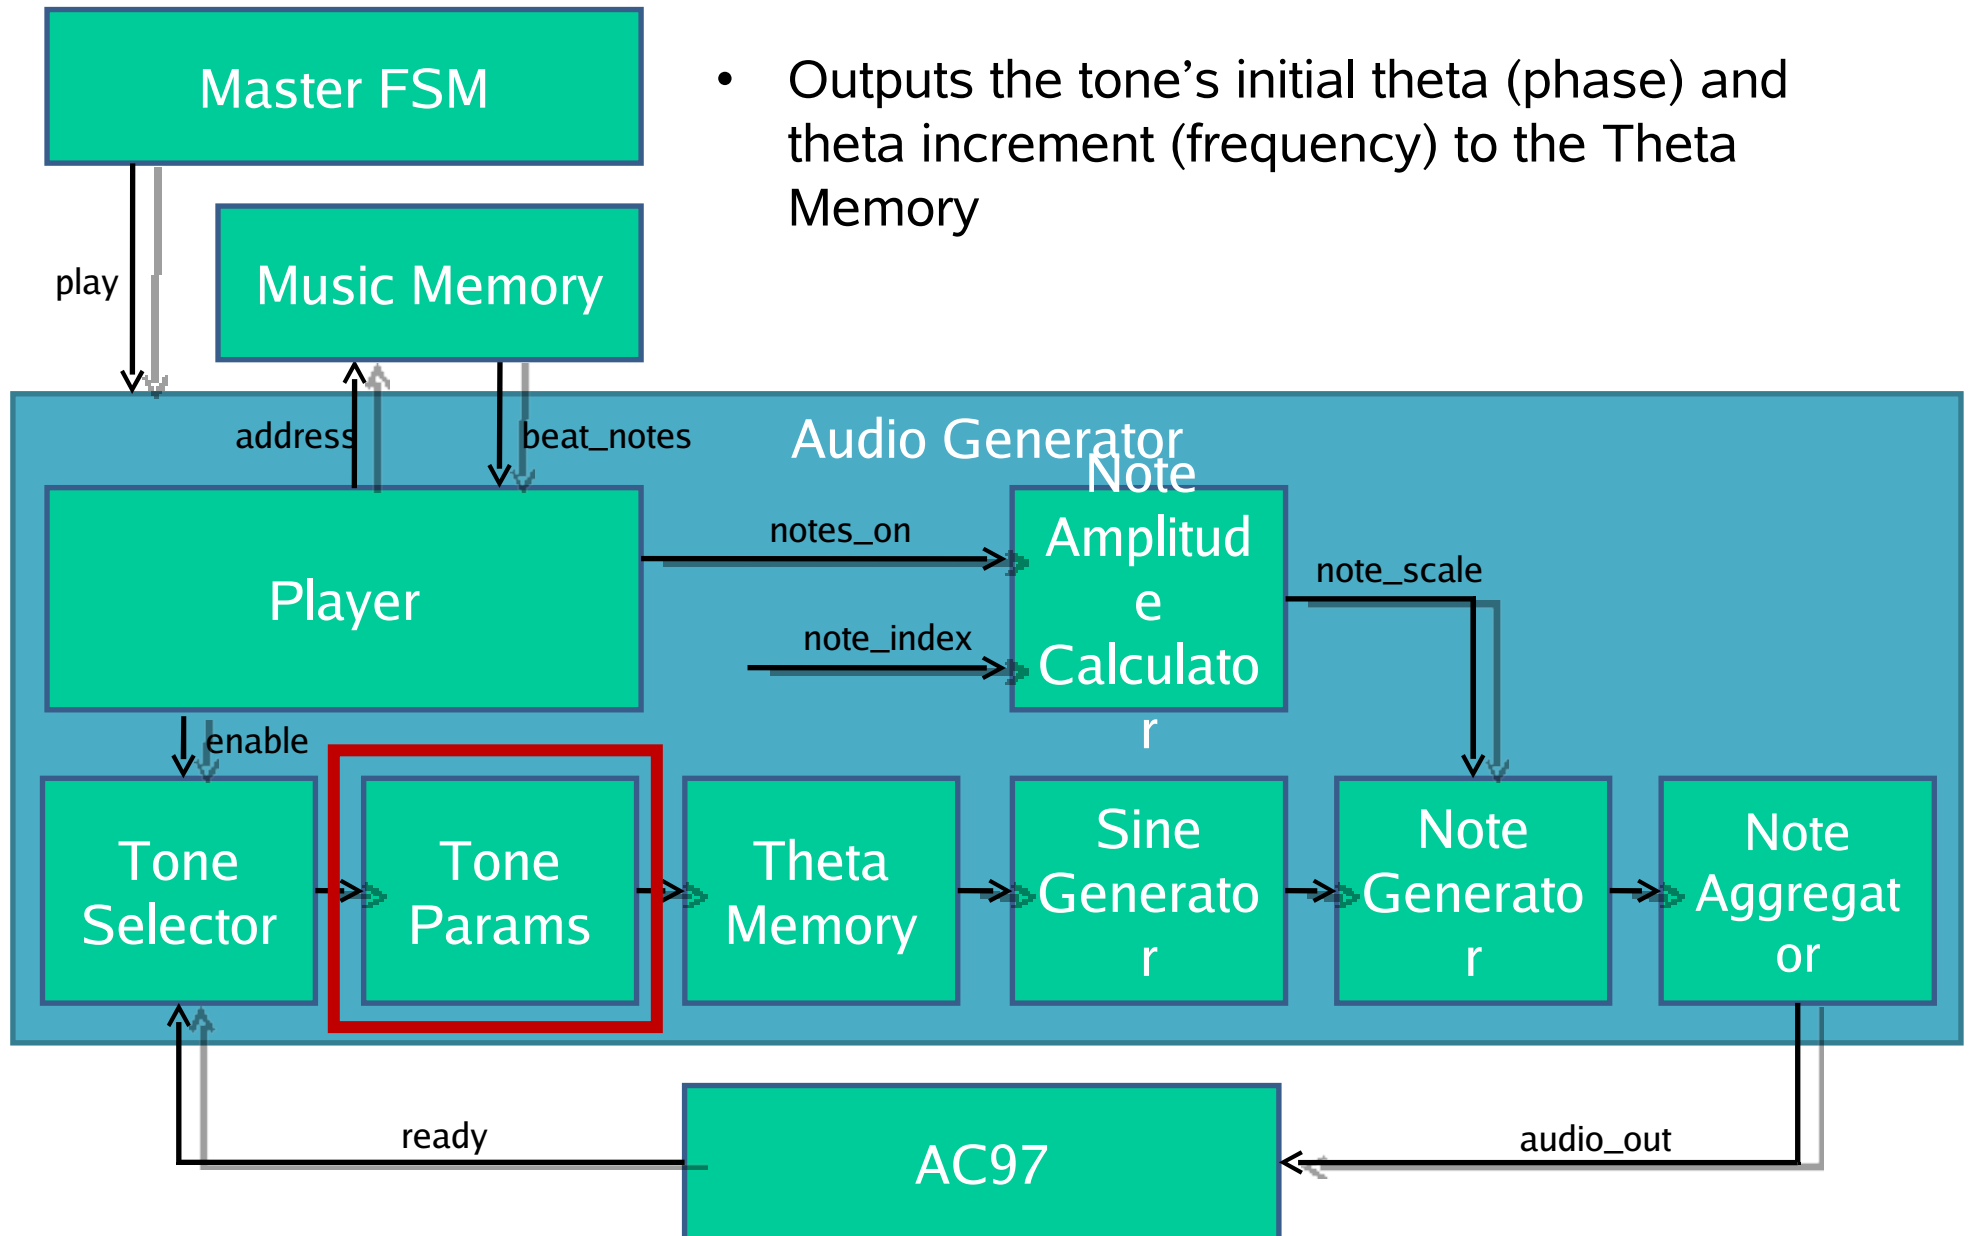 Master FSM
• Outputs the tone’s initial theta (phase) and
theta increment (frequency) to the Theta
Memory
play
Music Memory
address
beat_notes
Audio Generator
Player
notes_on
note_index
Note
Amplitud
e
Calculato
r
note_scale
enable
Tone
Selector
Tone
Params
Theta
Memory
Sine
Generato
r
Note
Generato
r
Note
Aggregat
or
ready
AC97
audio_out